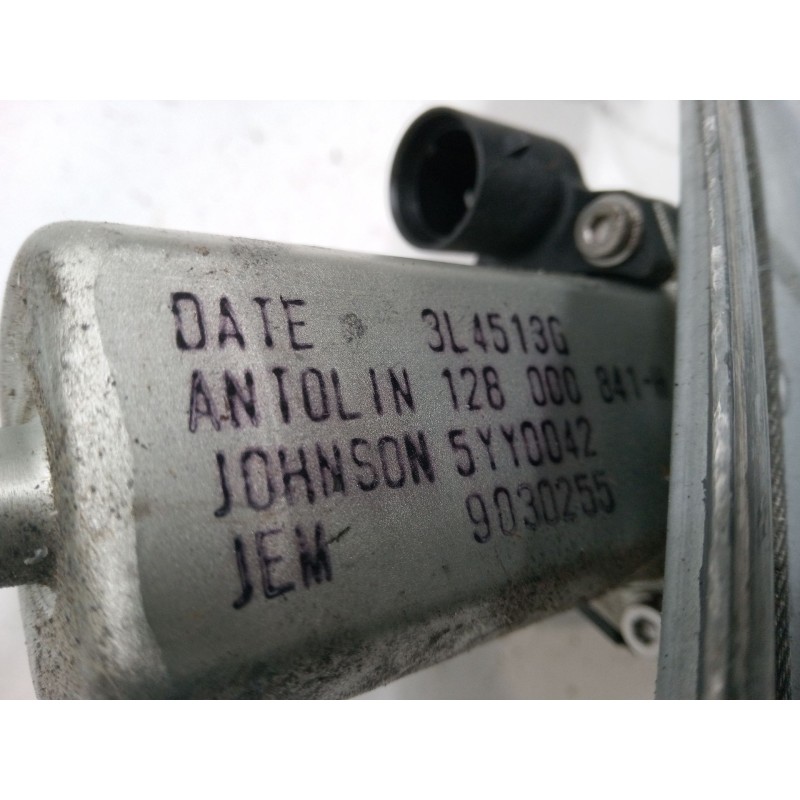 DATE 3L4513G
ANTOLIN 128 000 841-H
JOHNSON 5YY0042
JEM 9030255